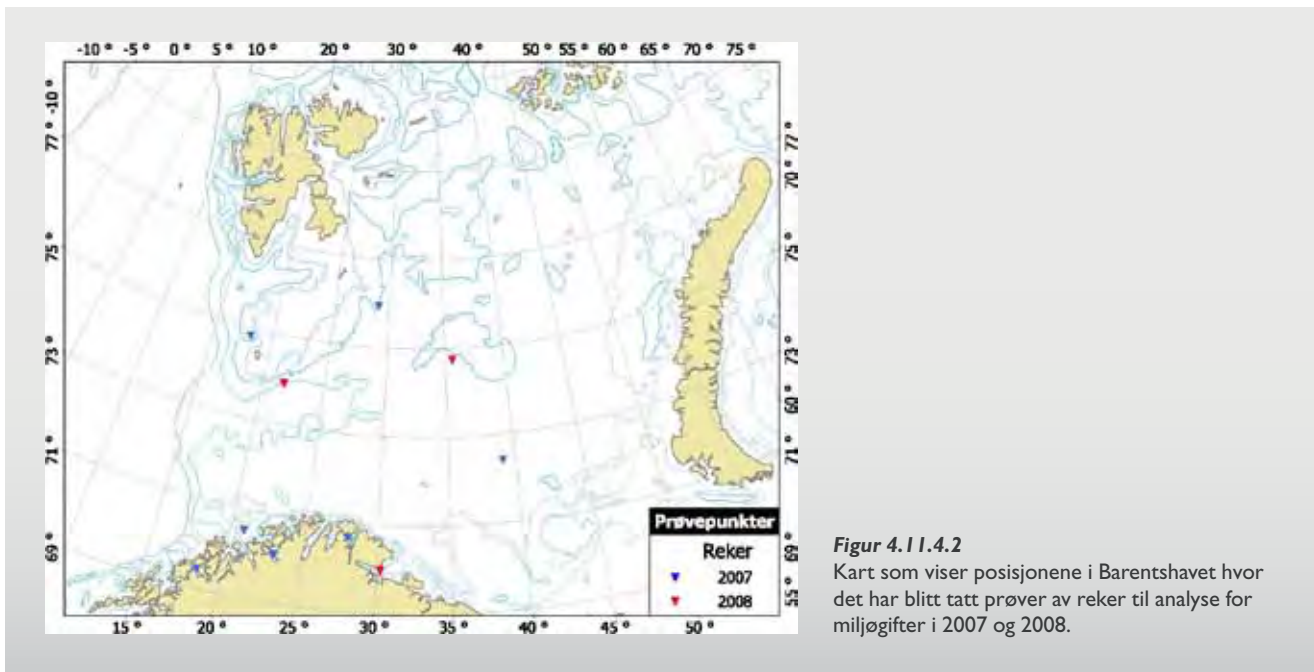 -10 ° -5 ° 0 ° 5 ° 10 ° 20 ° 30 ° 40 ° 50 ° 55 ° 60 ° 65 ° 70 ° 75 °
-10 °
77 °
75 °
73 °
71 °
69 °
77 °
70 °
75 °
73 °
60 °
71 °
69 °
55 °
Prøvepunkter
Reker
2007
2008
15 ° 20 ° 25 ° 30 ° 35 ° 40 ° 45 ° 50 °
Figur 4.11.4.2
Kart som viser posisjonene i Barentshavet hvor
det har blitt tatt prøver av reker til analyse for
miljøgifter i 2007 og 2008.